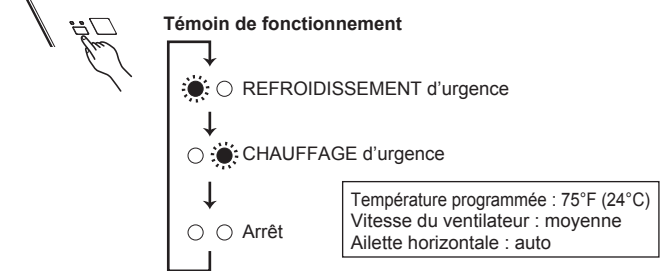 Témoin de fonctionnement
REFROIDISSEMENT d'urgence
CHAUFFAGE d'urgence
Arrêt
Température programmée : 75°F (24°C)
Vitesse du ventilateur : moyenne
Ailette horizontale : auto